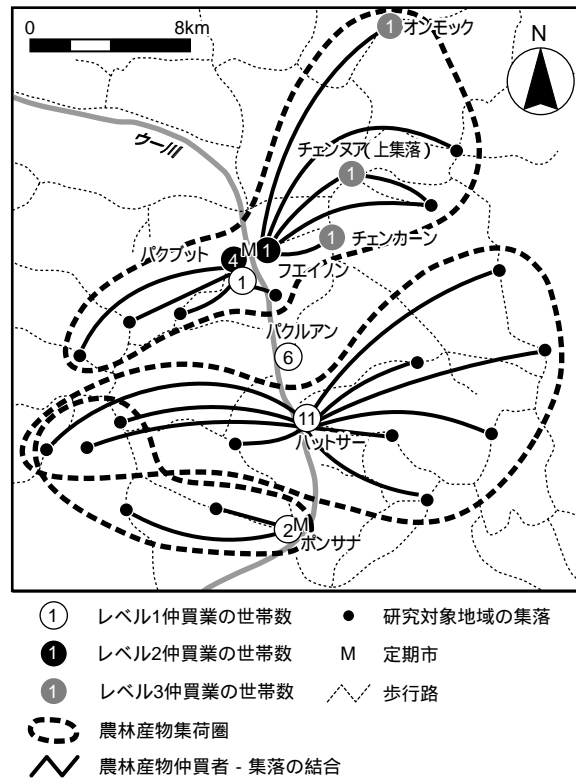 0 8km
N
1 オンモック
ウー川
チェンヌア(上集落)
1
パクブット
M 1
1 チェンカーン
4
フエイソン
1
パクルアン
6
11
ハットサー
2 M
ポンサナ
1 レベル1仲買業の世帯数
● 研究対象地域の集落
1 レベル2仲買業の世帯数
M 定期市
1 レベル3仲買業の世帯数
歩行路
農林産物集荷圏
農林産物仲買者 - 集落の結合